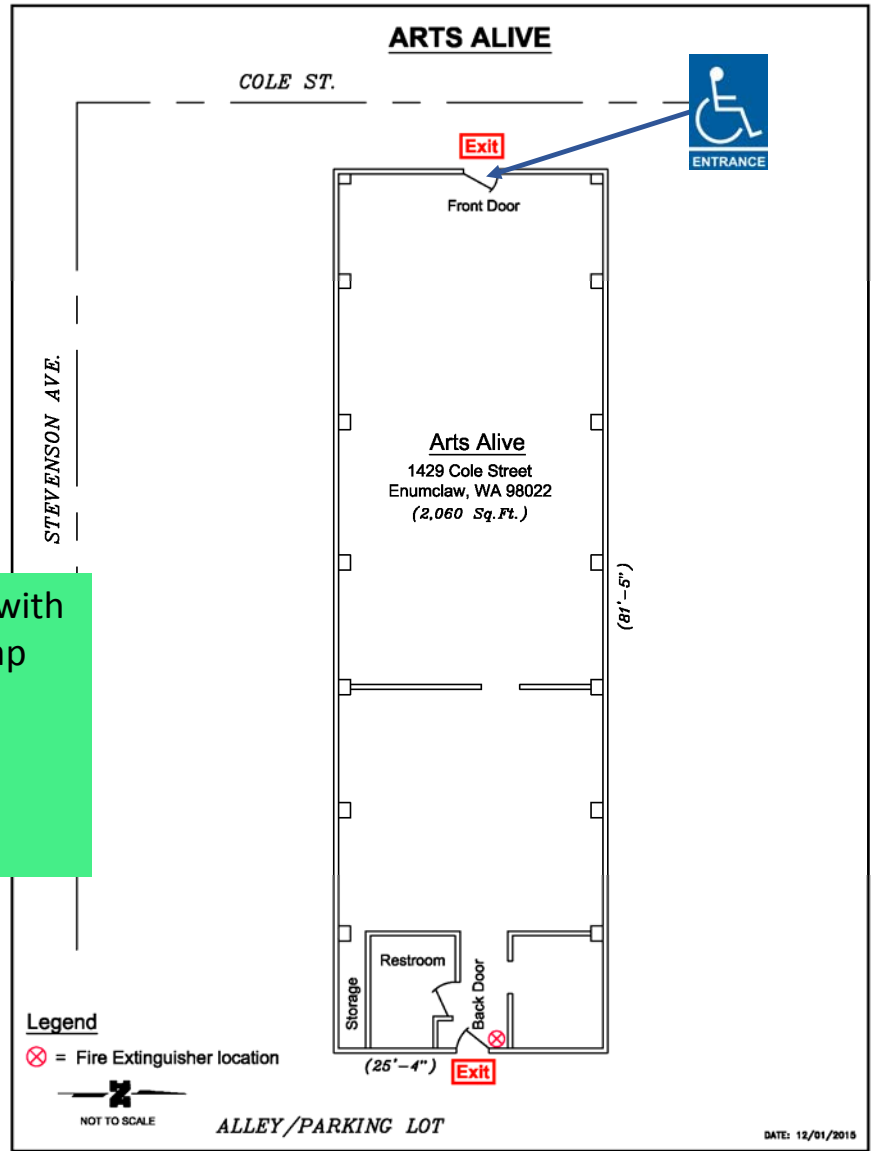 ARTS ALIVE
COLE ST.
ENTRANCE
Exit
Front Door
STEVENSON AVE.
Arts Alive
1429 Cole Street
Enumclaw, WA 98022
(2,060 Sq.Ft.)
(81'-5")
with
Restroom
Storage
Back Door
Legend
= Fire Extinguisher location
(25'-4")
Exit
N
NOT TO SCALE
ALLEY/PARKING LOT
DATE: 12/01/2015